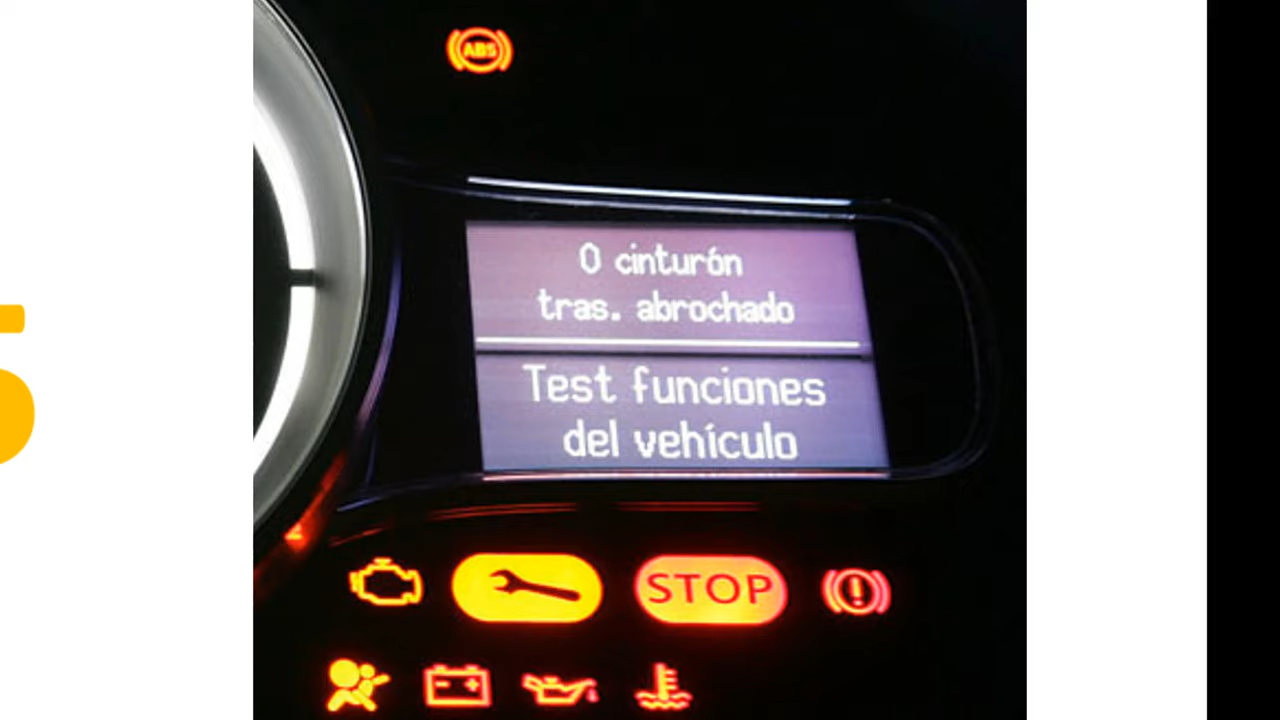 ABS
0 cinturón
tras. abrochado
Test funciones
del vehículo
STOP